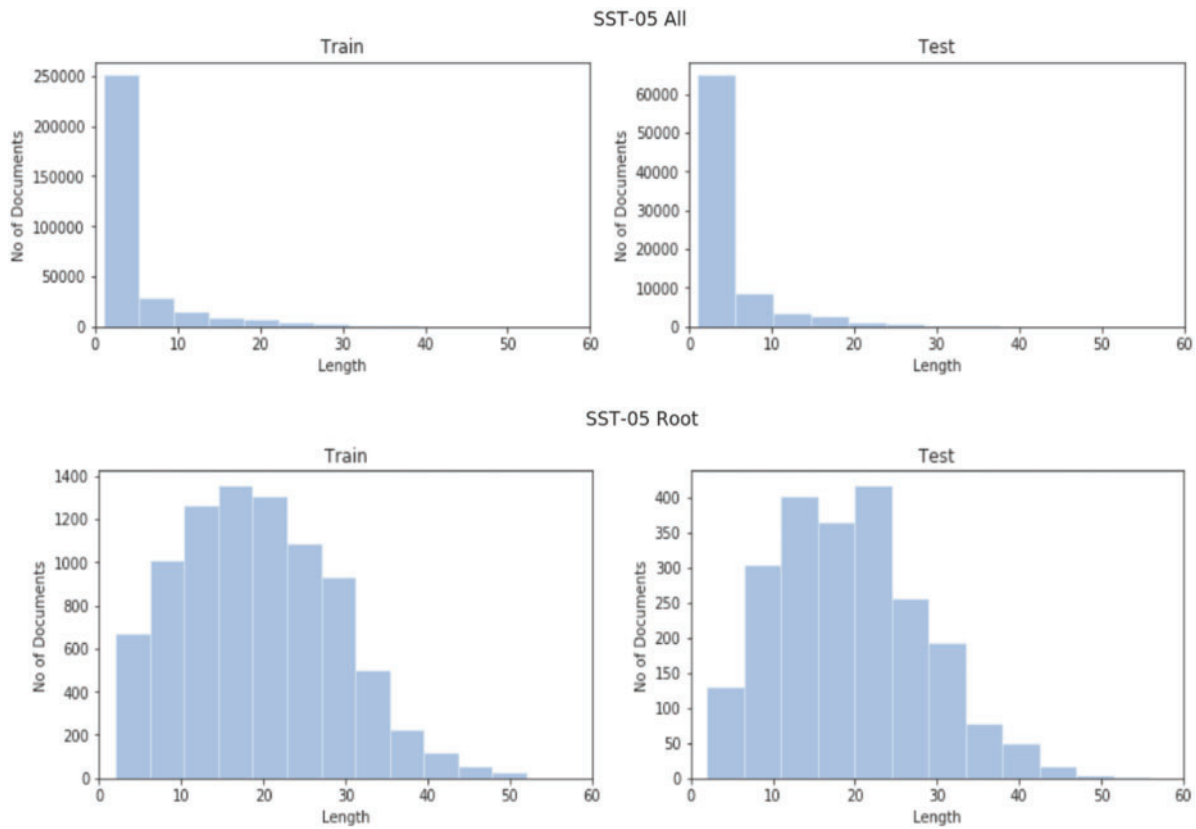 SST-05 All
Train
No of Documents
250000
200000
150000
100000
50000
0
0 10 20 30 40 50 60
Length
Test
No of Documents
60000
50000
40000
30000
20000
10000
0
0 10 20 30 40 50 60
Length
SST-05 Root
Train
No of Documents
1400
1200
1000
800
600
400
200
0
0 10 20 30 40 50 60
Length
Test
No of Documents
400
350
300
250
200
150
100
50
0
0 10 20 30 40 50 60
Length